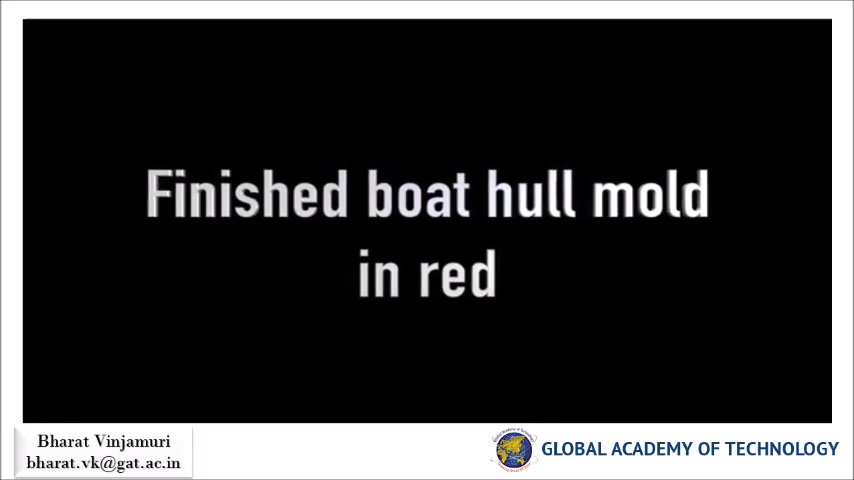 Finished boat hull mold
in red
Bharat Vinjamuri
bharat.vk@gat.ac.in
GLOBAL ACADEMY OF TECHNOLOGY